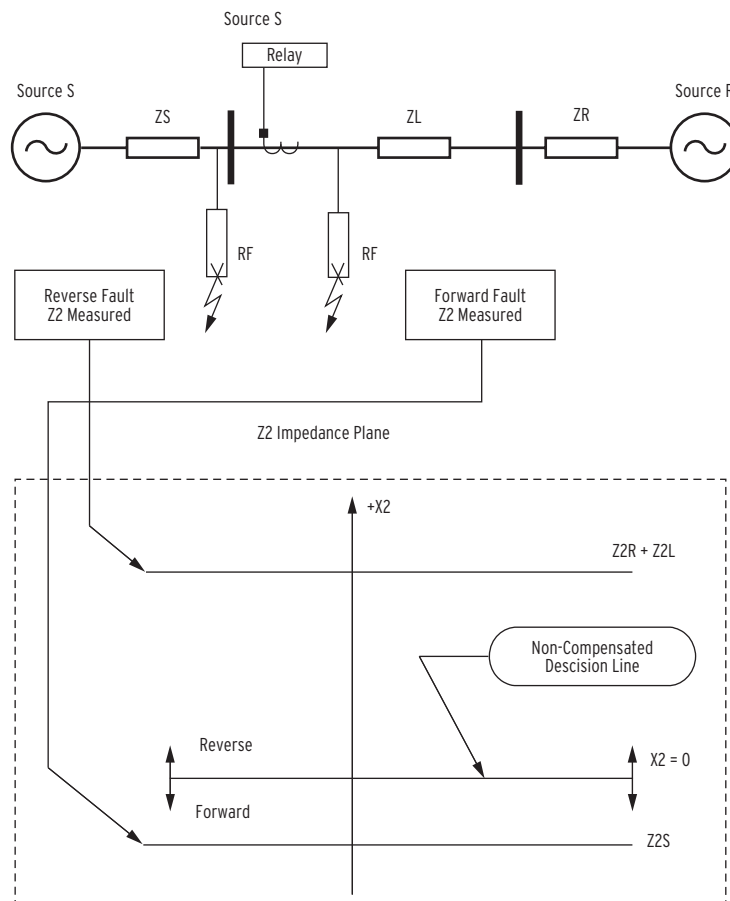 Source S
Relay
Source S
ZS
ZL
ZR
Source R
RF
RF
Reverse Fault
Z2 Measured
Forward Fault
Z2 Measured
Z2 Impedance Plane
+X2
Z2R + Z2L
Non-Compensated
Descision Line
Reverse
X2 = 0
Forward
Z2S